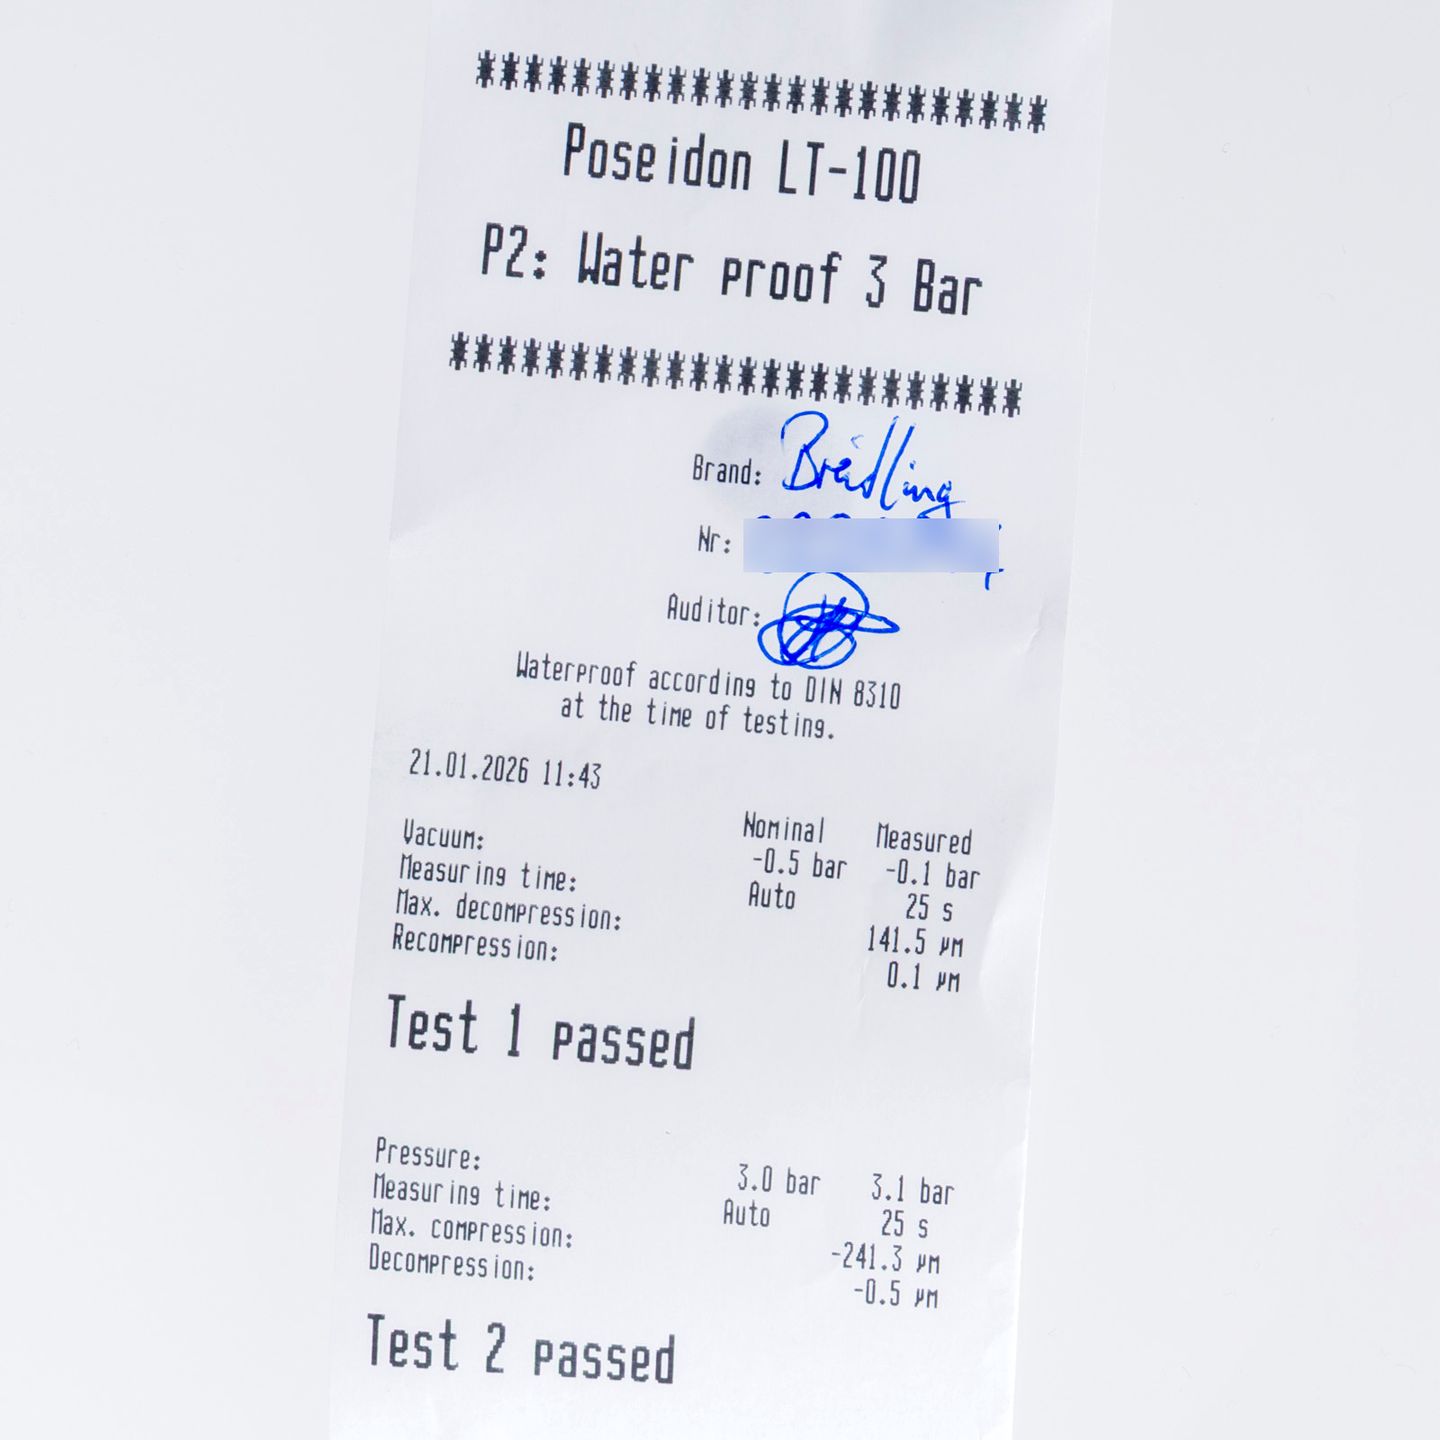 Poseidon LT-100
P2: Water proof 3 Bar
Brand: Breitling
Nr:
Auditor:
Waterproof according to DIN 8310
at the time of testing.
21.01.2026 11:43
Nominal Measured
Vacuum: -0.5 bar -0.1 bar
Measuring time: Auto 25 s
Max. decompression: 141.5 µm
Recompression: 0.1 µm
Test 1 passed
Pressure: 3.0 bar 3.1 bar
Measuring time: Auto 25 s
Max. compression: -241.3 µm
Decompression: -0.5 µm
Test 2 passed